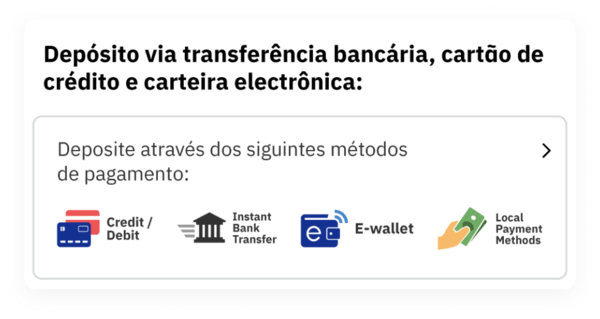 Depósito via transferência bancária, cartão de
crédito e carteira electrônica:
Deposite através dos siguintes métodos
de pagamento:
Credit /
Debit
Instant
Bank
Transfer
e
E-wallet
Local
Payment
Methods